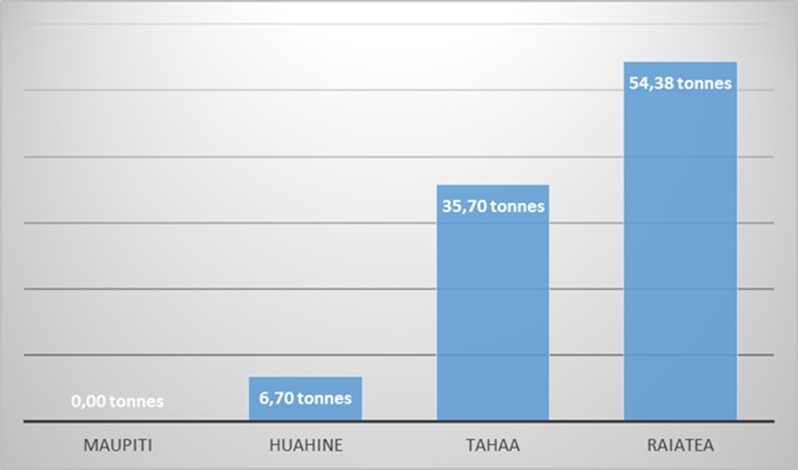 54,38 tonnes
35,70 tonnes
0,00 tonnes
6,70 tonnes
MAUPITI
HUAHINE
TAHAA
RAIATEA